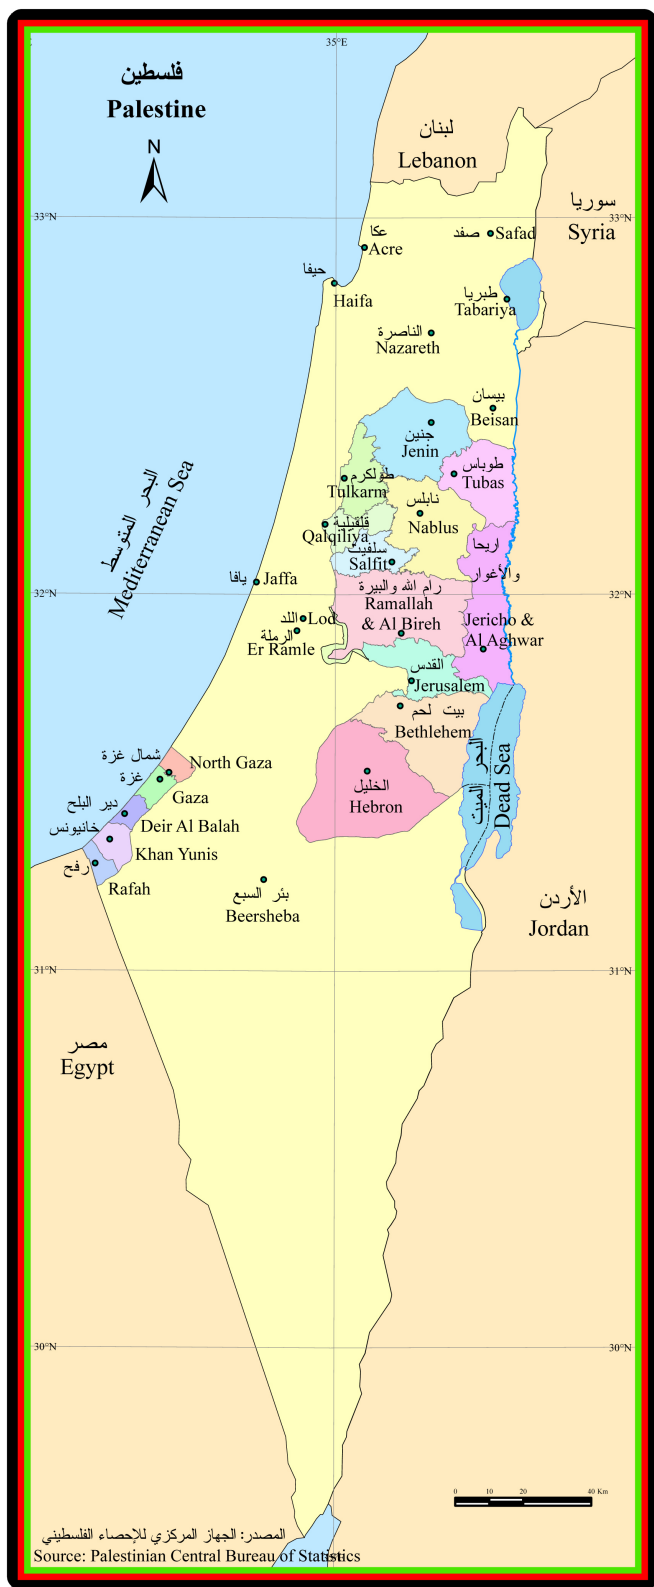 35°E
فلسطين
Palestine
N
لبنان
Lebanon
سوريا
Syria
33°N
33°N
عكا
Acre
صفد
Safad
حيفا
Haifa
طبريا
Tabariya
الناصرة
Nazareth
بيسان
Beisan
جنين
Jenin
طوباس
Tubas
طولكرم
Tulkarm
نابلس
Nablus
قلقيلية
Qalqiliya
سلفيت
Salfit
اريحا
والأغوار
Jericho &
Al Aghwar
البحر المتوسط
Mediterranean Sea
يافا
Jaffa
32°N
32°N
رام الله والبيرة
Ramallah
& Al Bireh
اللد
Lod
الرملة
Er Ramle
القدس
Jerusalem
بيت لحم
Bethlehem
البحر الميت
Dead Sea
الخليل
Hebron
شمال غزة
North Gaza
غزة
Gaza
دير البلح
Deir Al Balah
خانيونس
Khan Yunis
رفح
Rafah
بئر السبع
Beersheba
الأردن
Jordan
31°N
31°N
مصر
Egypt
30°N
30°N
0 10 20 40 Km
المصدر: الجهاز المركزي للإحصاء الفلسطيني
Source: Palestinian Central Bureau of Statistics